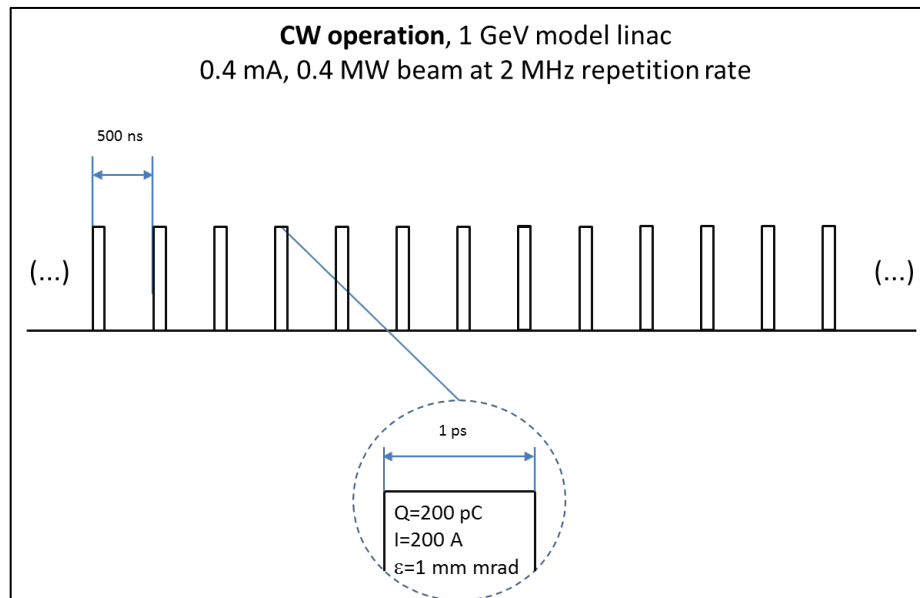 CW operation, 1 GeV model linac
0.4 mA, 0.4 MW beam at 2 MHz repetition rate
500 ns
(...)
(...)
1 ps
Q=200 pC
I=200 A
ε=1 mm mrad